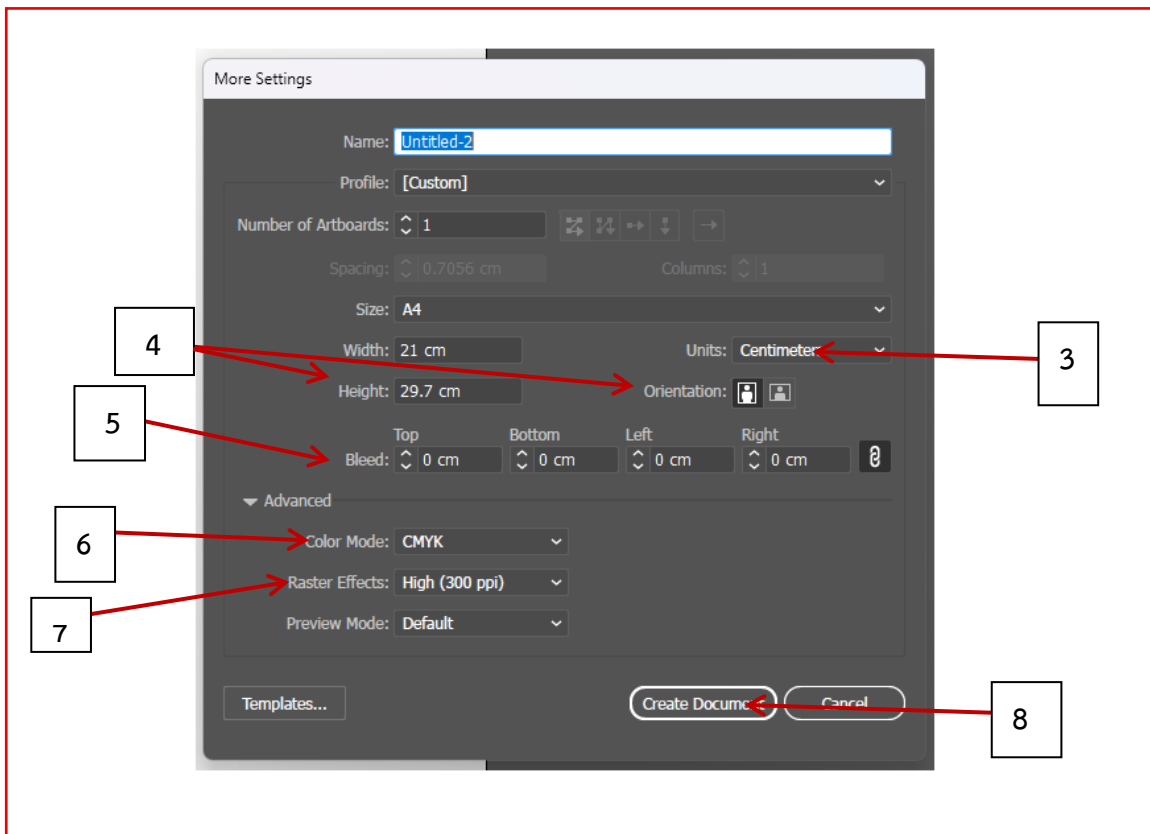 More Settings
Name: Untitled-2
Profile: [Custom]
Number of Artboards: 1
Spacing: 0.7056 cm Columns: 1
Size: A4
4 Width: 21 cm Units: Centimeters 3
Height: 29.7 cm Orientation:
5
Top Bottom Left Right
Bleed: 0 cm 0 cm 0 cm 0 cm
Advanced
6 Color Mode: CMYK
Raster Effects: High (300 ppi)
7 Preview Mode: Default
Templates... Create Document Cancel
8